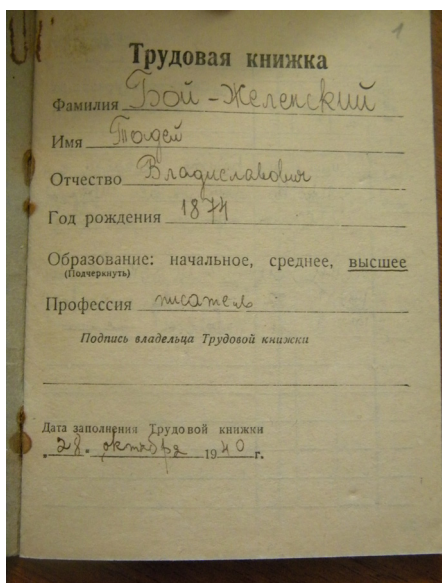 1
Трудовая книжка
Фамилия Бой-Желенский
Имя Тадей
Отчество Владиславович
Год рождения 1874
Образование: начальное, среднее, высшее
(Подчеркнуть)
Профессия писатель
Подпись владельца Трудовой книжки
Дата заполнения Трудовой книжки
"28" октября 1940 г.